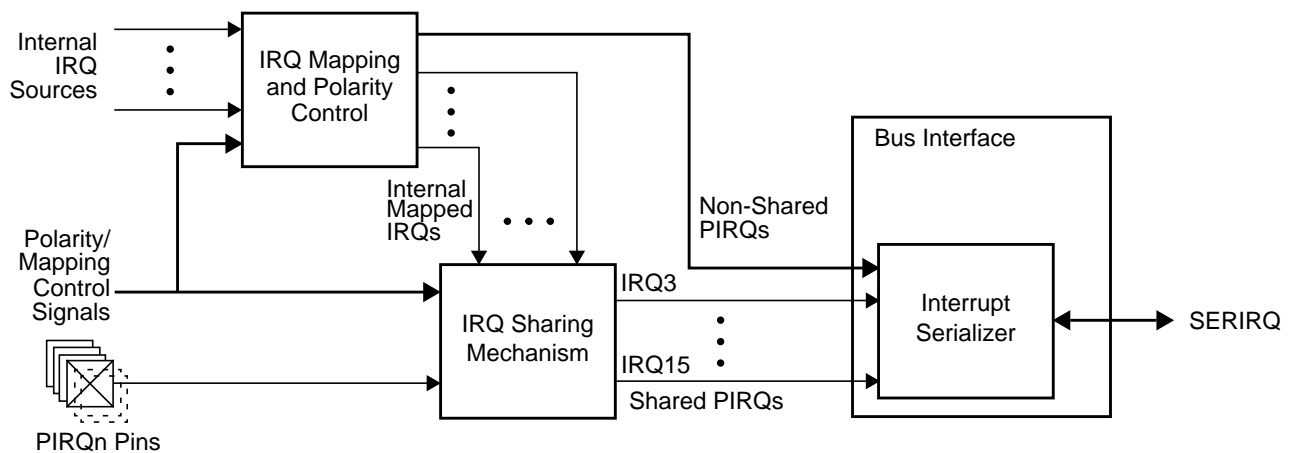 Internal
IRQ
Sources
IRQ Mapping
and Polarity
Control
Bus Interface
Internal
Mapped
IRQs
Non-Shared
PIRQs
Polarity/
Mapping
Control
Signals
IRQ Sharing
Mechanism
IRQ3
IRQ15
Shared PIRQs
Interrupt
Serializer
SERIRQ
PIRQn Pins